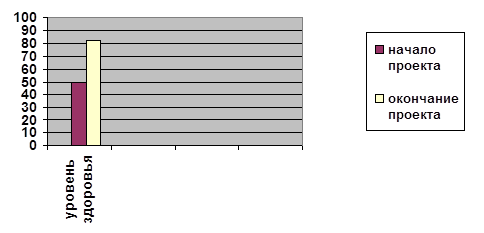 100
90
80
70
60
50
40
30
20
10
0
уровень
здоровья
начало
проекта
окончание
проекта